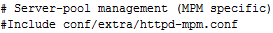 # Server-pool management (MPM specific)
#Include conf/extra/httpd-mpm.conf